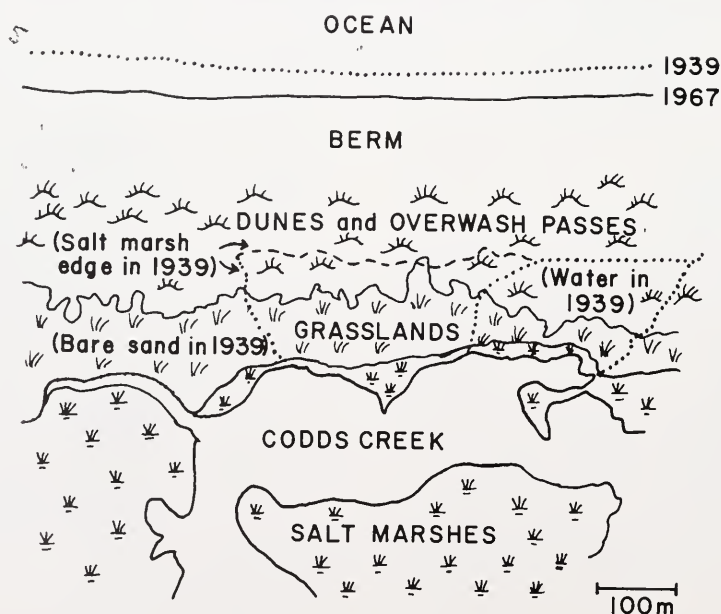 OCEAN
1939
1967
BERM
DUNES and OVERWASH PASSES
(Salt marsh
edge in 1939)
(Water in
1939)
GRASSLANDS
(Bare sand in 1939)
CODDS CREEK
SALT MARSHES
100m